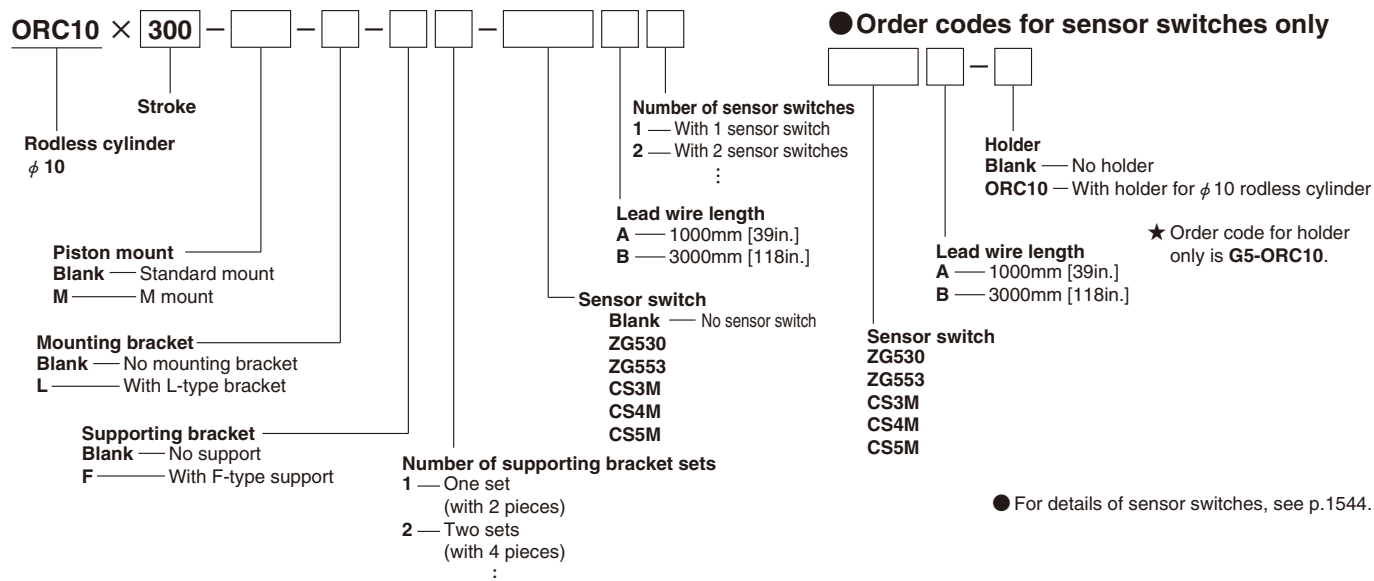 ORC10 × 300 － － － － 
Stroke
Rodless cylinder
φ 10
Piston mount
Blank — Standard mount
M — M mount
Mounting bracket
Blank — No mounting bracket
L — With L-type bracket
Supporting bracket
Blank — No support
F — With F-type support
Number of supporting bracket sets
1 — One set
(with 2 pieces)
2 — Two sets
(with 4 pieces)
⋮
Sensor switch
Blank — No sensor switch
ZG530
ZG553
CS3M
CS4M
CS5M
Lead wire length
A — 1000mm [39in.]
B — 3000mm [118in.]
Number of sensor switches
1 — With 1 sensor switch
2 — With 2 sensor switches
⋮
●Order codes for sensor switches only
－
Sensor switch
ZG530
ZG553
CS3M
CS4M
CS5M
Lead wire length
A — 1000mm [39in.]
B — 3000mm [118in.]
Holder
Blank — No holder
ORC10 — With holder for φ 10 rodless cylinder
★ Order code for holder
only is G5-ORC10.
● For details of sensor switches, see p.1544.